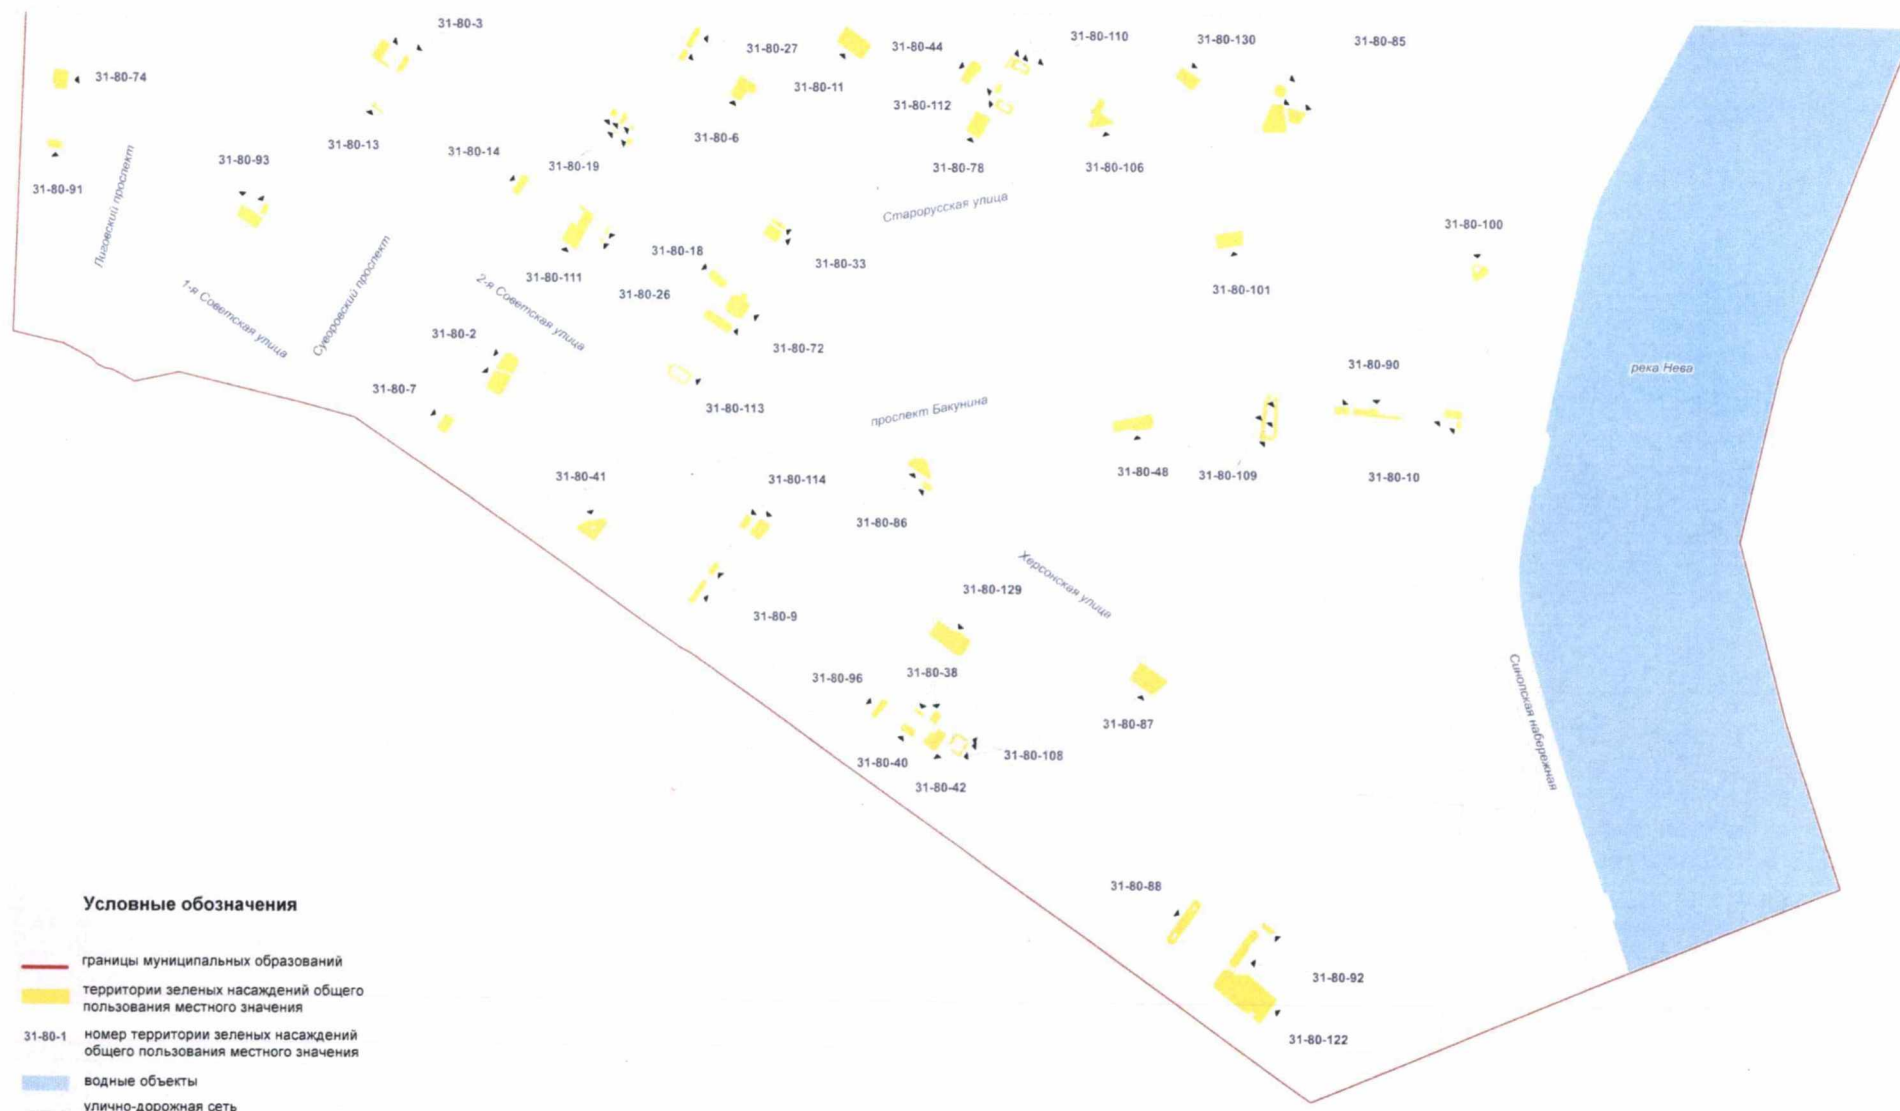 31-80-3
31-80-27
31-80-44
31-80-110
31-80-130
31-80-85
31-80-74
31-80-11
31-80-112
31-80-13
31-80-14
31-80-19
31-80-6
31-80-78
31-80-106
31-80-93
31-80-91
Лиговский проспект
1-я Советская улица
Суворовский проспект
2-я Советская улица
Старорусская улица
31-80-100
31-80-18
31-80-33
31-80-111
31-80-26
31-80-101
31-80-2
31-80-72
31-80-90
река Нева
31-80-7
31-80-113
проспект Бакунина
31-80-41
31-80-114
31-80-48
31-80-109
31-80-10
31-80-86
Херсонская улица
31-80-129
31-80-9
31-80-38
31-80-96
31-80-87
Синопская набережная
31-80-40
31-80-108
31-80-42
31-80-88
31-80-92
31-80-122
Условные обозначения
границы муниципальных образований
территории зеленых насаждений общего
пользования местного значения
31-80-1 номер территории зеленых насаждений
общего пользования местного значения
водные объекты
улично-дорожная сеть